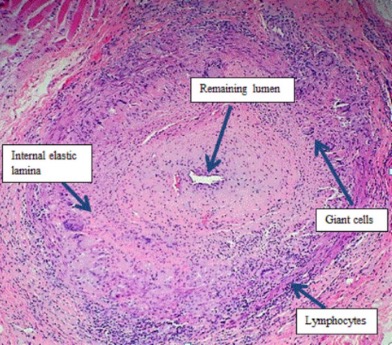 Remaining lumen
Internal elastic
lamina
Giant cells
Lymphocytes